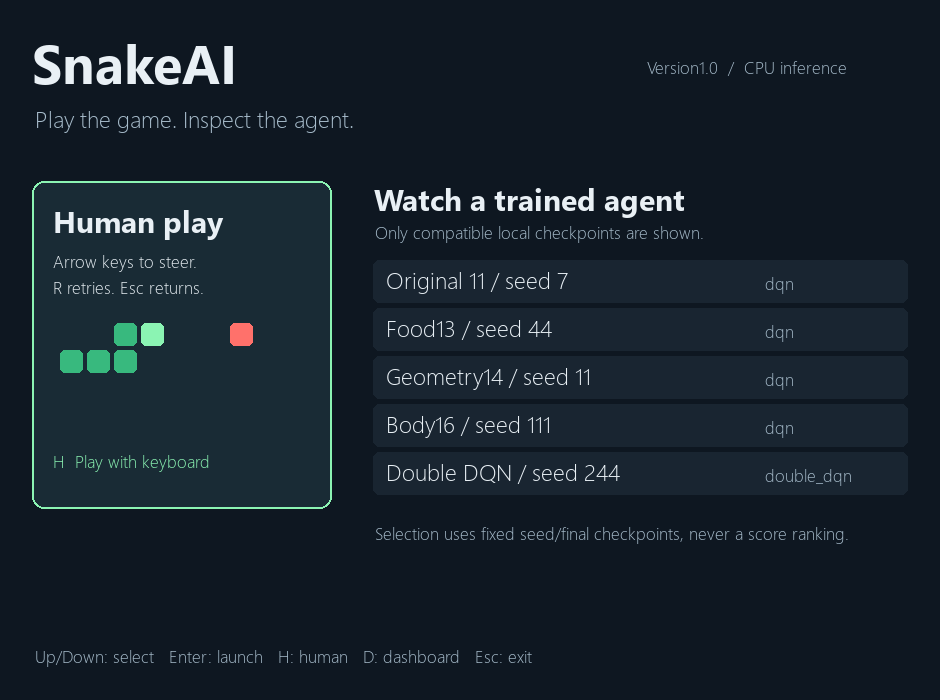 SnakeAI
Version1.0 / CPU inference
Play the game. Inspect the agent.
Human play
Arrow keys to steer.
R retries. Esc returns.
H Play with keyboard
Watch a trained agent
Only compatible local checkpoints are shown.
Original 11 / seed 7 dqn
Food13 / seed 44 dqn
Geometry14 / seed 11 dqn
Body16 / seed 111 dqn
Double DQN / seed 244 double_dqn
Selection uses fixed seed/final checkpoints, never a score ranking.
Up/Down: select Enter: launch H: human D: dashboard Esc: exit